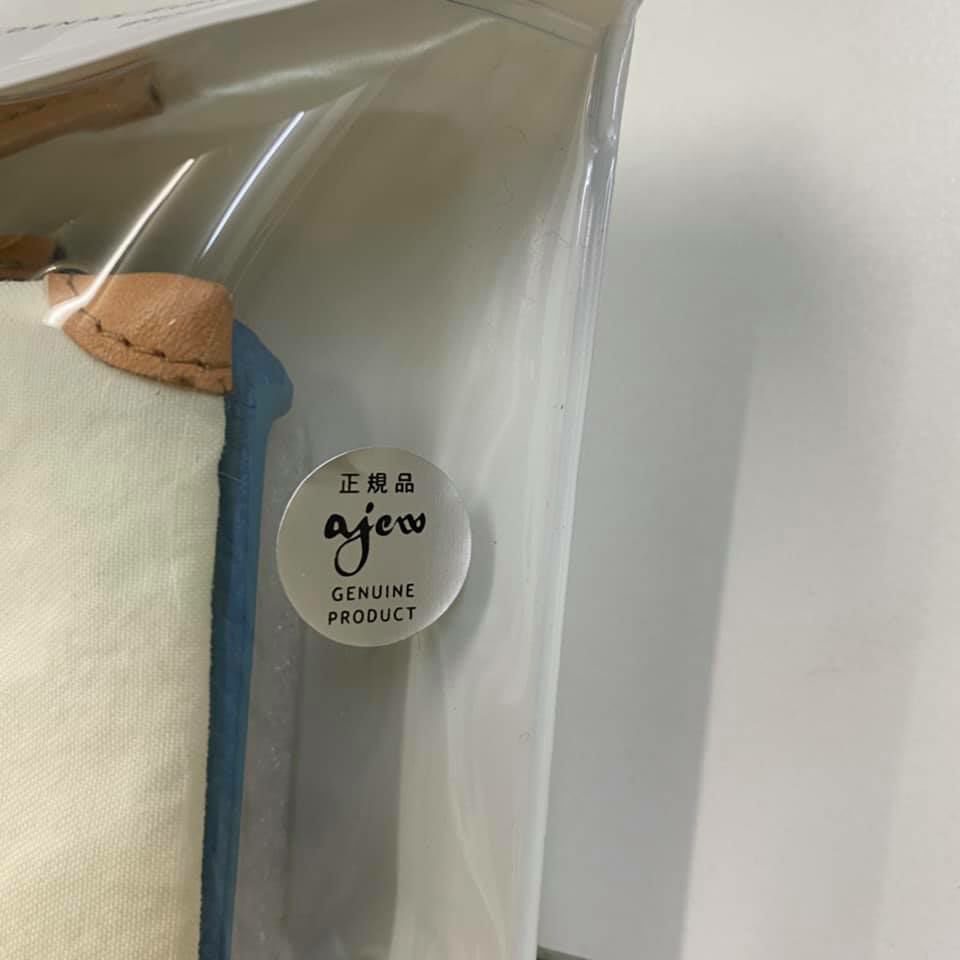 正規品
ajew
GENUINE
PRODUCT